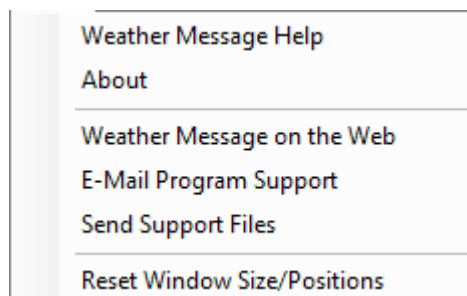 Weather Message Help
About
Weather Message on the Web
E-Mail Program Support
Send Support Files
Reset Window Size/Positions